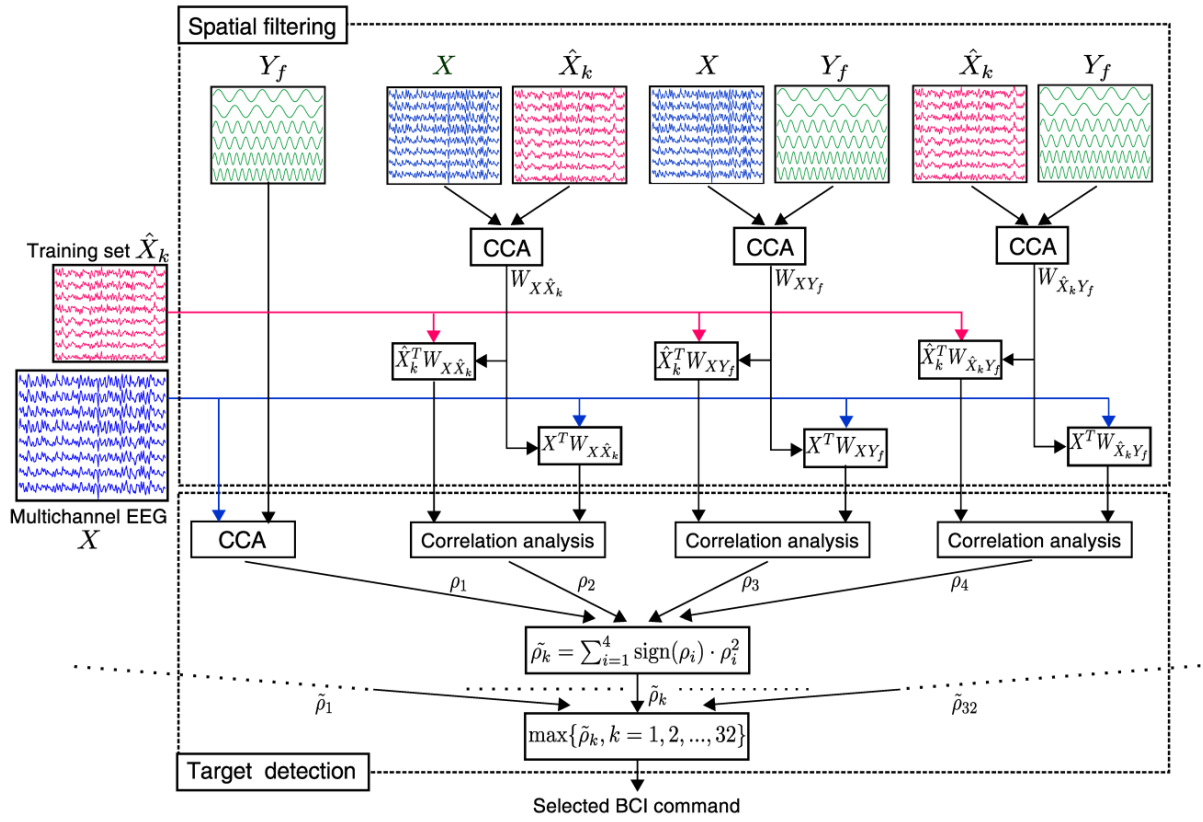 Spatial filtering
Y_f
X
X̂_k
X
Y_f
X̂_k
Y_f
CCA
CCA
CCA
W_{XX̂_k}
W_{XY_f}
W_{X̂_kY_f}
Training set X̂_k
X̂_k^T W_{XX̂_k}
X̂_k^T W_{XY_f}
X̂_k^T W_{X̂_kY_f}
X^T W_{XX̂_k}
X^T W_{XY_f}
X^T W_{X̂_kY_f}
Multichannel EEG
X
CCA
Correlation analysis
Correlation analysis
Correlation analysis
ρ_1
ρ_2
ρ_3
ρ_4
ρ̃_k = ∑_{i=1}^4 sign(ρ_i) · ρ_i^2
ρ̃_1
ρ̃_k
ρ̃_{32}
max{ρ̃_k, k = 1, 2, ..., 32}
Target detection
Selected BCI command